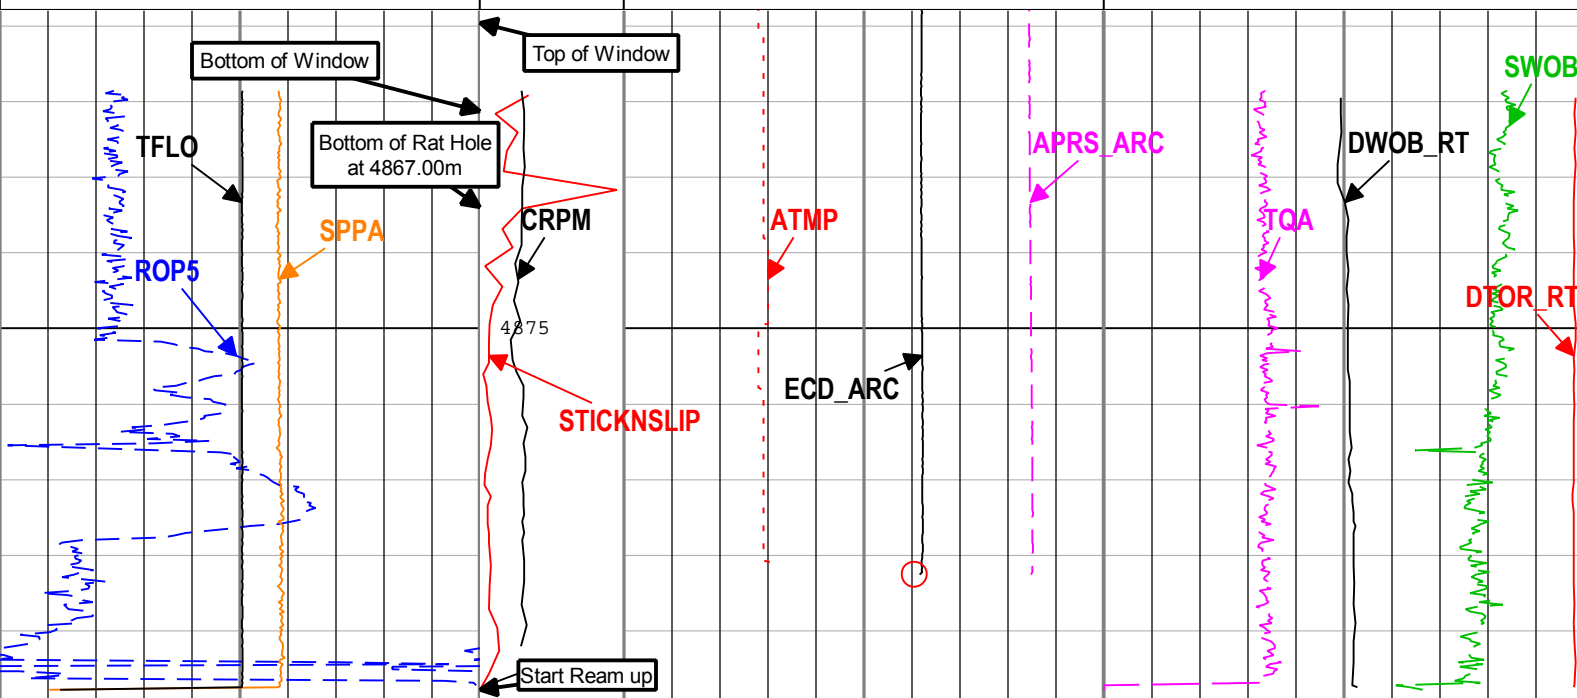 Top of Window
Bottom of Window
SWOB
Bottom of Rat Hole
at 4867.00m
TFLO
APRS_ARC
DWOB_RT
SPPA
CRPM
ATMP
TQA
ROP5
DTOR_RT
4875
ECD_ARC
STICKNSLIP
Start Ream up